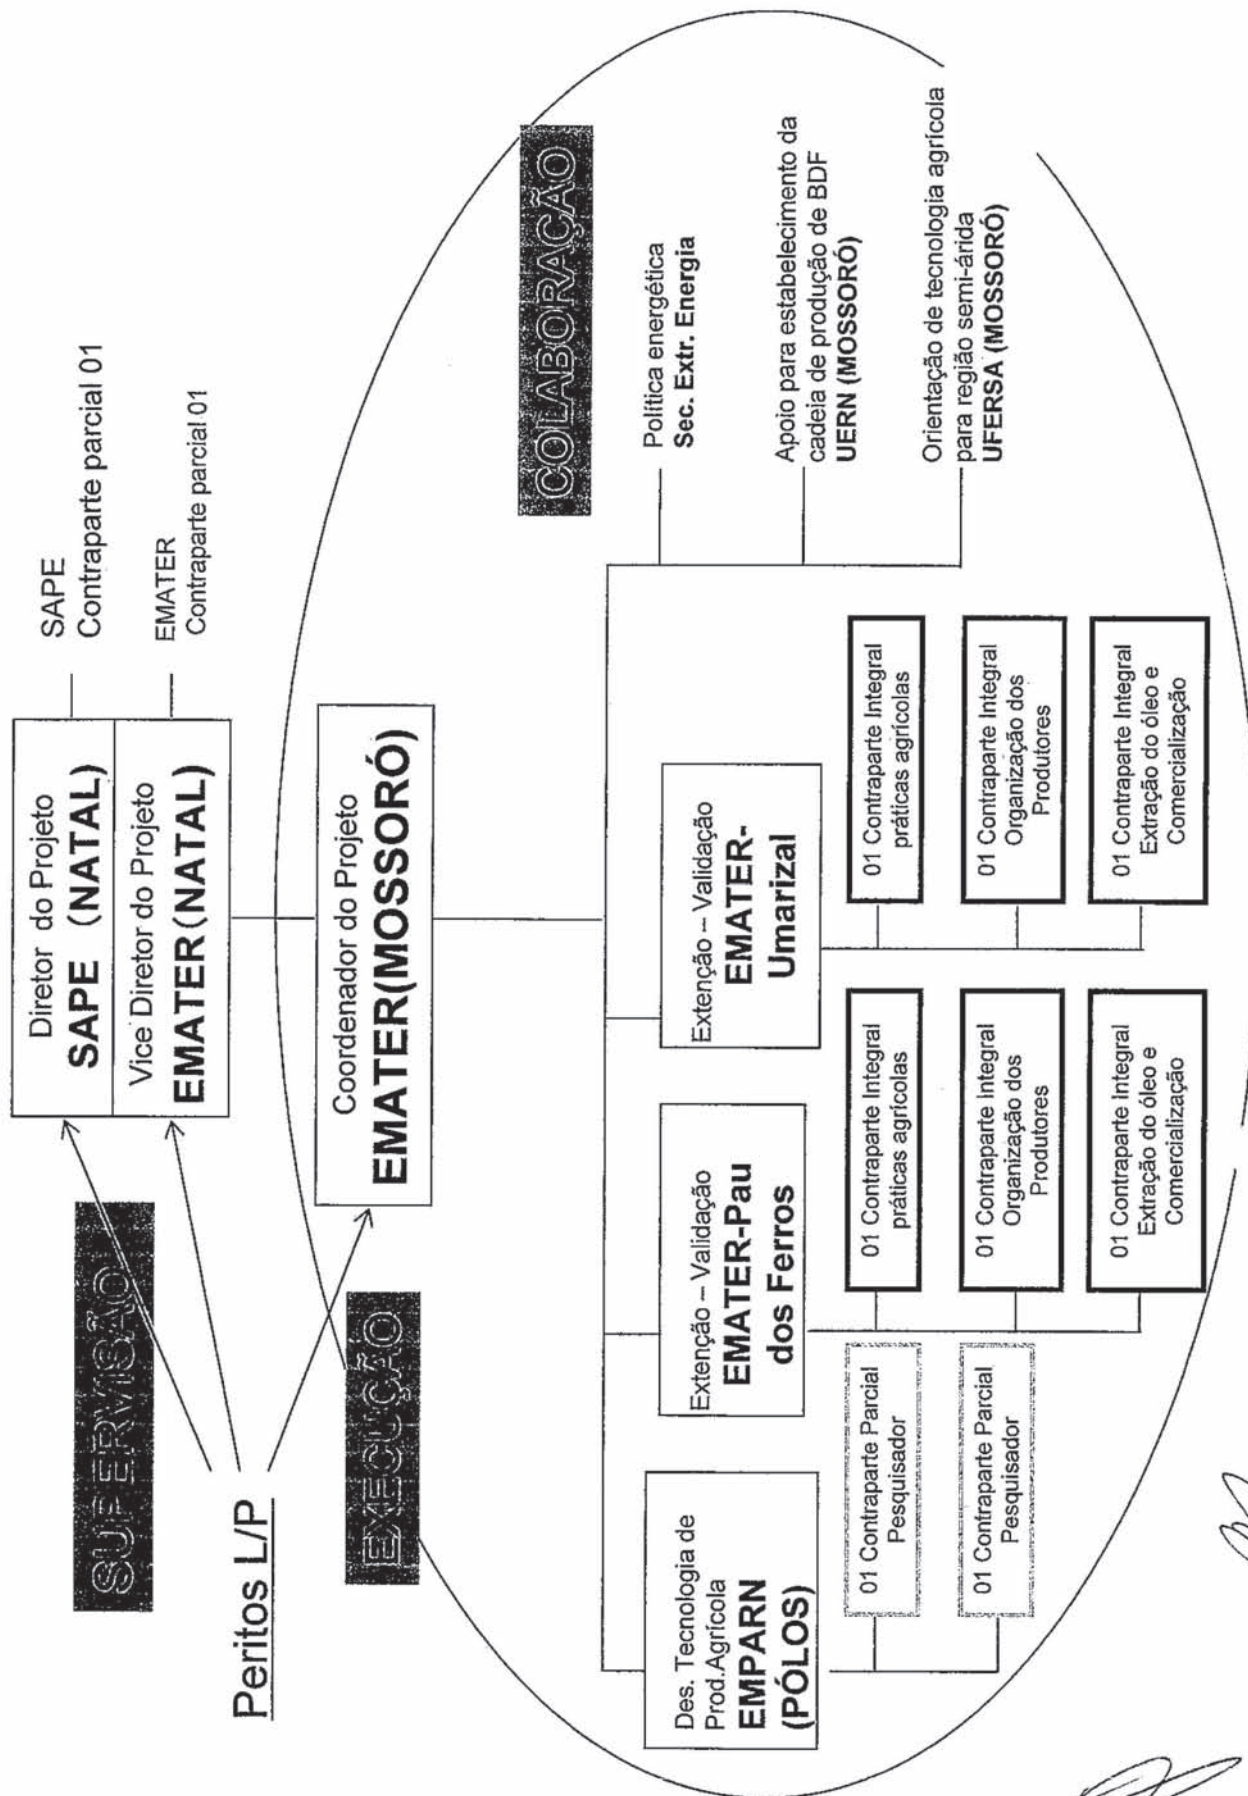 SUPERVISÃO
Diretor do Projeto
SAPE (NATAL)
Vice Diretor do Projeto
EMATER(NATAL)
SAPE
Contraparte parcial 01
EMATER
Contraparte parcial 01
Peritos L/P
EXECUÇÃO
Coordenador do Projeto
EMATER(MOSSORÓ)
COLABORAÇÃO
Des. Tecnologia de
Prod.Agrícola
EMPARN
(PÓLOS)
01 Contraparte Parcial
Pesquisador
01 Contraparte Parcial
Pesquisador
Extenção – Validação
EMATER-Pau
dos Ferros
01 Contraparte Integral
práticas agrícolas
01 Contraparte Integral
Organização dos
Produtores
01 Contraparte Integral
Extração do óleo e
Comercialização
Extenção – Validação
EMATER-
Umarizal
01 Contraparte Integral
práticas agrícolas
01 Contraparte Integral
Organização dos
Produtores
01 Contraparte Integral
Extração do óleo e
Comercialização
Política energética
Sec. Extr. Energia
Apoio para estabelecimento da
cadeia de produção de BDF
UERN (MOSSORÓ)
Orientação de tecnologia agrícola
para região semi-árida
UFERSA (MOSSORÓ)